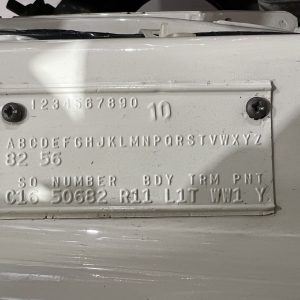 1234567890 10
ABCDEFGHJKLMNPQRSTVWXYZ
82 56
SO NUMBER BDY TRM PNT
C16 50682 R11 L1T WW1 Y